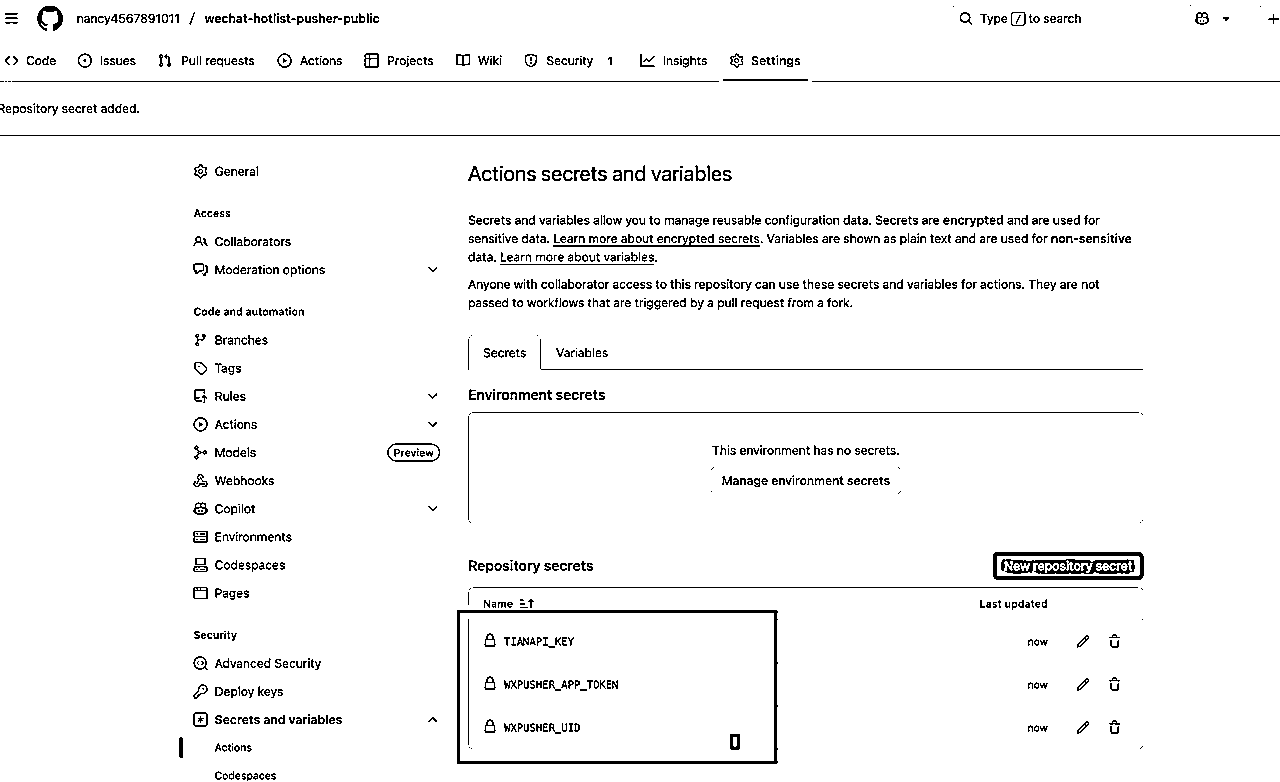 nancy4567891011 / wechat-hotlist-pusher-public
Type / to search
Code
Issues
Pull requests
Actions
Projects
Wiki
Security 1
Insights
Settings
Repository secret added.
General
Access
Collaborators
Moderation options
Code and automation
Branches
Tags
Rules
Actions
Models Preview
Webhooks
Copilot
Environments
Codespaces
Pages
Security
Advanced Security
Deploy keys
Secrets and variables
Actions
Codespaces
Actions secrets and variables
Secrets and variables allow you to manage reusable configuration data. Secrets are encrypted and are used for
sensitive data. Learn more about encrypted secrets. Variables are shown as plain text and are used for non-sensitive
data. Learn more about variables.
Anyone with collaborator access to this repository can use these secrets and variables for actions. They are not
passed to workflows that are triggered by a pull request from a fork.
Secrets Variables
Environment secrets
This environment has no secrets.
Manage environment secrets
Repository secrets
New repository secret
Name Last updated
TIANAPI_KEY now
WXPUSHER_APP_TOKEN now
WXPUSHER_UID now